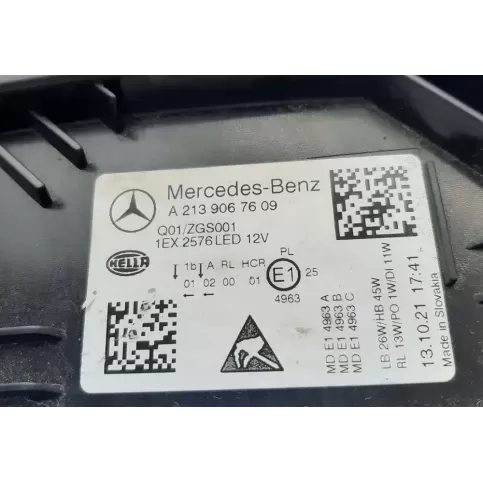 Mercedes-Benz
A 213 906 76 09
Q01/ZGS001
1EX 2576 LED 12V
HELLA
1b A RL HCR PL
01 02 00 01 E1 25
4963
MD E1 4963 A
MD E1 4963 B
MD E1 4963 C
LB 26W/HB 45W
RL 13W/PO 1W/DI 11W
13.10.21 17:41
Made in Slovakia